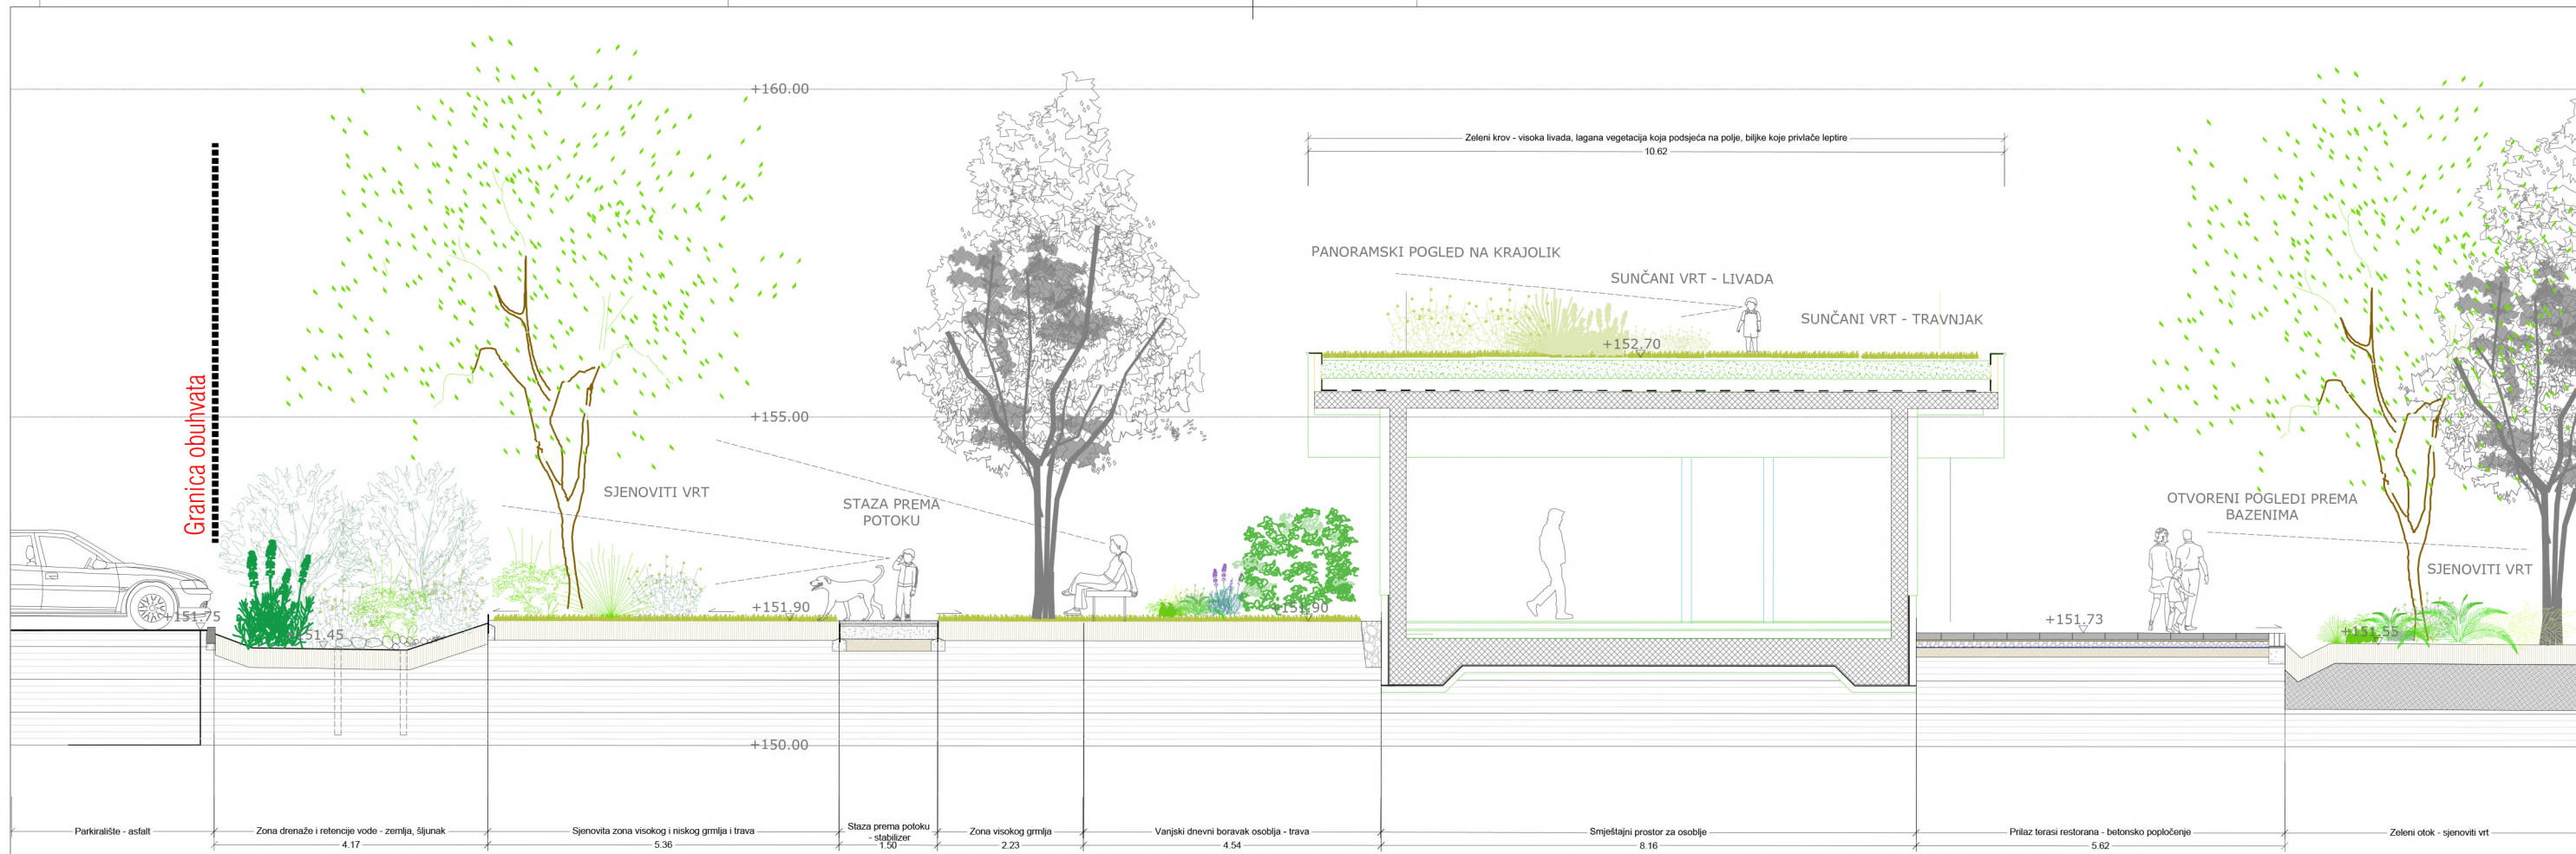 +160.00
Zeleni krov - visoka livada, lagana vegetacija koja podsjeća na polje, biljke koje privlače leptire
10.62
PANORAMSKI POGLED NA KRAJOLIK
SUNČANI VRT - LIVADA
SUNČANI VRT - TRAVNJAK
+152.70
Granica obuhvata
+155.00
SJENOVITI VRT
STAZA PREMA
POTOKU
OTVORENI POGLEDI PREMA
BAZENIMA
SJENOVITI VRT
+151.75
+151.45
+151.90
+151.90
+151.73
+151.55
+150.00
Parkiralište - asfalt
Zona drenaže i retencije vode - zemlja, šljunak
4.17
Sjenovita zona visokog i niskog grmlja i trava
5.36
Staza prema potoku
- stabilizer
1.50
Zona visokog grmlja
2.23
Vanjski dnevni boravak osoblja - trava
4.54
Smještajni prostor za osoblje
8.16
Prilaz terasi restorana - betonsko popločenje
5.62
Zeleni otok - sjenoviti vrt